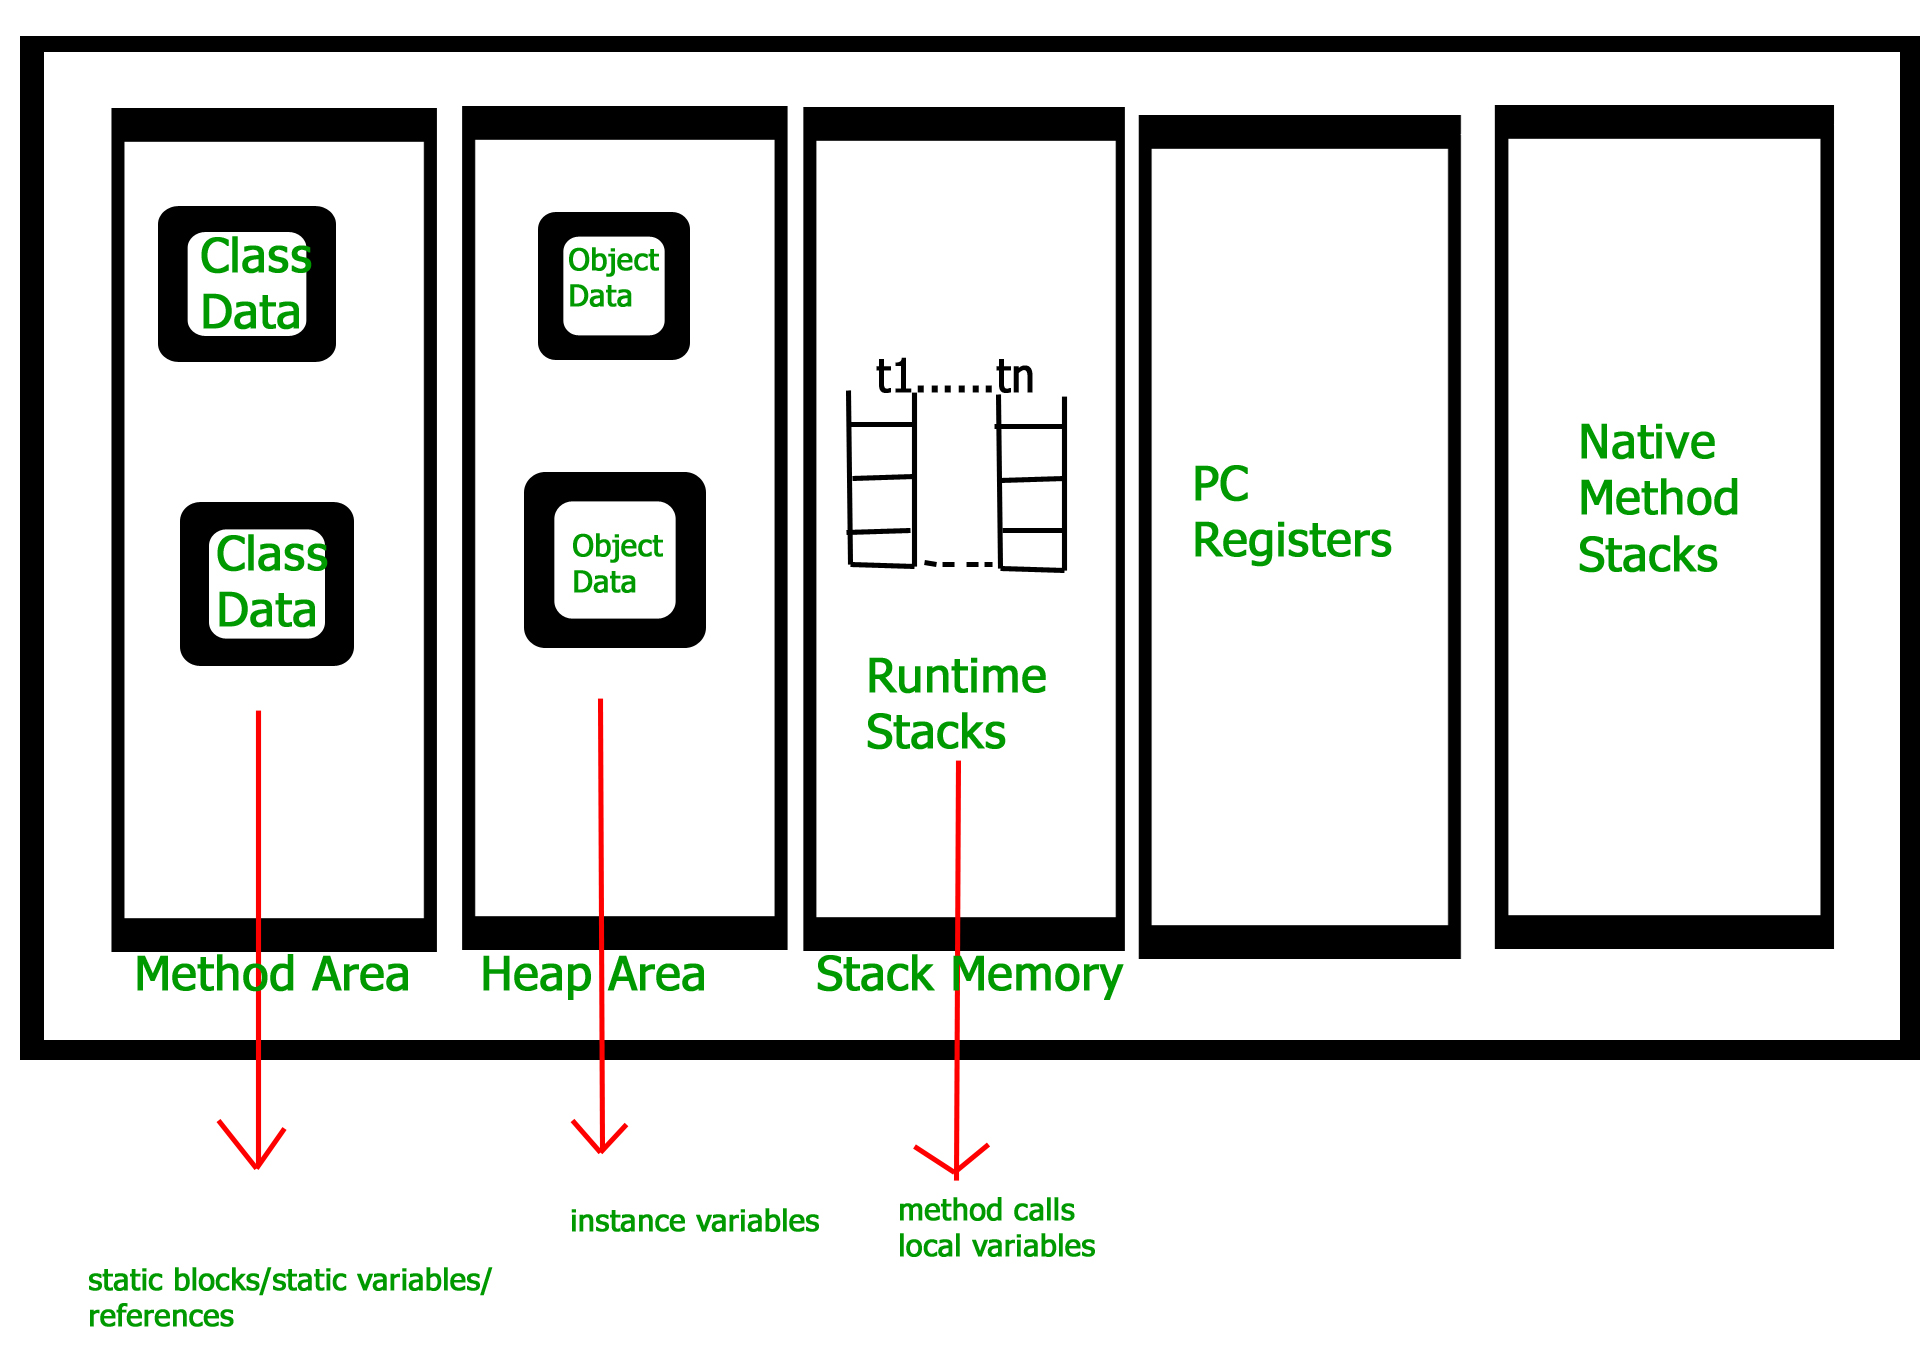 Class
Data
Class
Data
Method Area
Object
Data
Object
Data
Heap Area
t1......tn
Runtime
Stacks
Stack Memory
PC
Registers
Native
Method
Stacks
static blocks/static variables/
references
instance variables
method calls
local variables